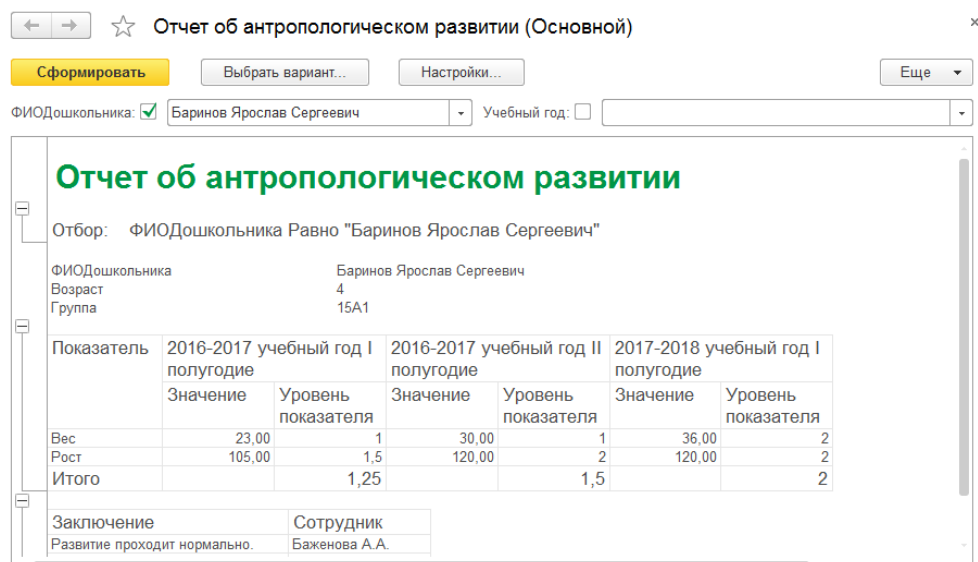 Отчет об антропологическом развитии (Основной)
Сформировать Выбрать вариант... Настройки... Еще
ФИОДошкольника: Баринов Ярослав Сергеевич Учебный год:
Отчет об антропологическом развитии
Отбор: ФИОДошкольника Равно "Баринов Ярослав Сергеевич"
ФИОДошкольника Баринов Ярослав Сергеевич
Возраст 4
Группа 15А1
Показатель 2016-2017 учебный год I 2016-2017 учебный год II 2017-2018 учебный год I
полугодие полугодие полугодие
Значение Уровень Значение Уровень Значение Уровень
показателя показателя показателя
Вес 23,00 1 30,00 1 36,00 2
Рост 105,00 1,5 120,00 2 120,00 2
Итого 1,25 1,5 2
Заключение Сотрудник
Развитие проходит нормально. Баженова А.А.